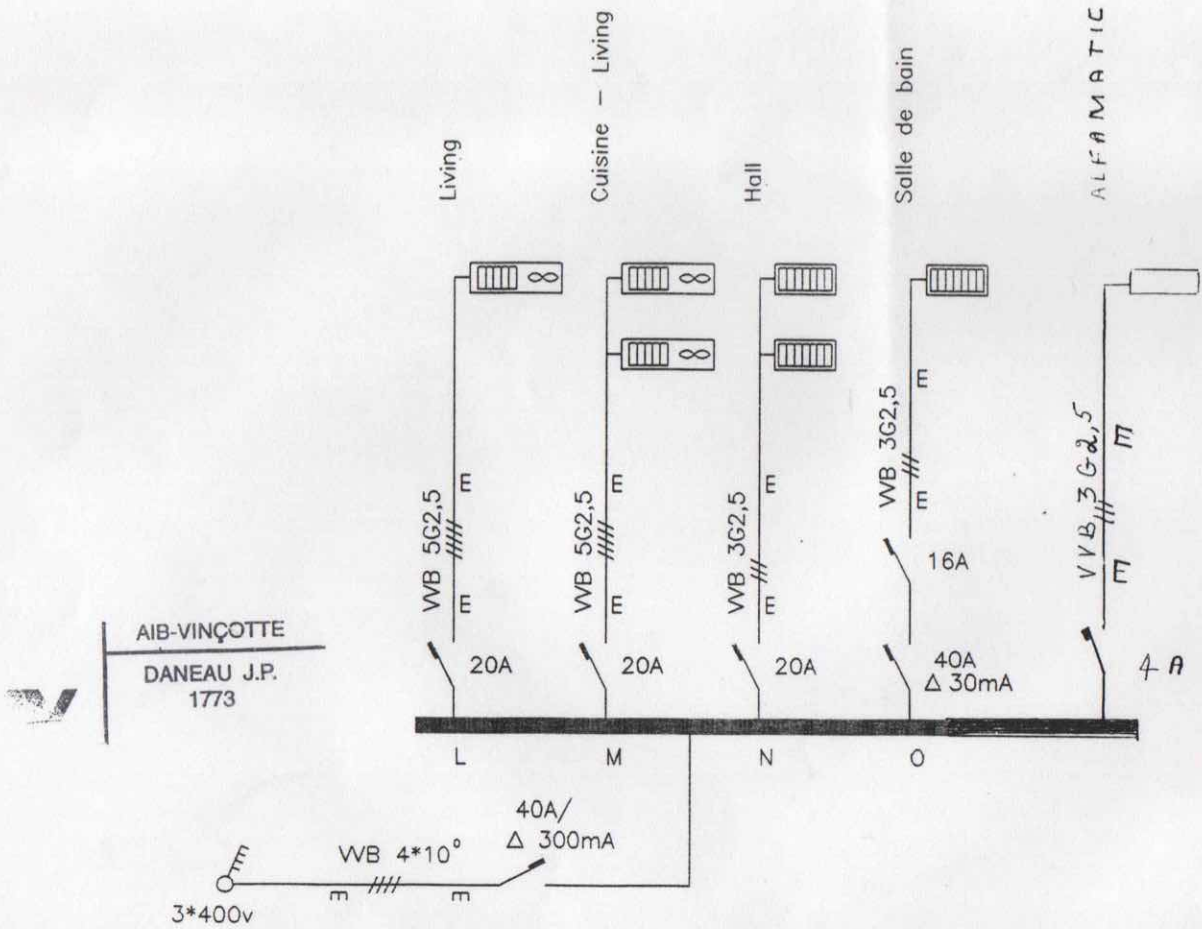 Living
Cuisine - Living
Hall
Salle de bain
ALFAMATIC
VVB 5G2,5
E
E
VVB 5G2,5
E
E
VVB 3G2,5
E
E
VVB 3G2,5
E
E
VVB 3G2,5
E
E
16A
20A
20A
20A
40A
Δ 30mA
4A
AIB-VINÇOTTE
DANEAU J.P.
1773
L
M
N
O
40A/
Δ 300mA
VVB 4*10°
E
E
3*400v